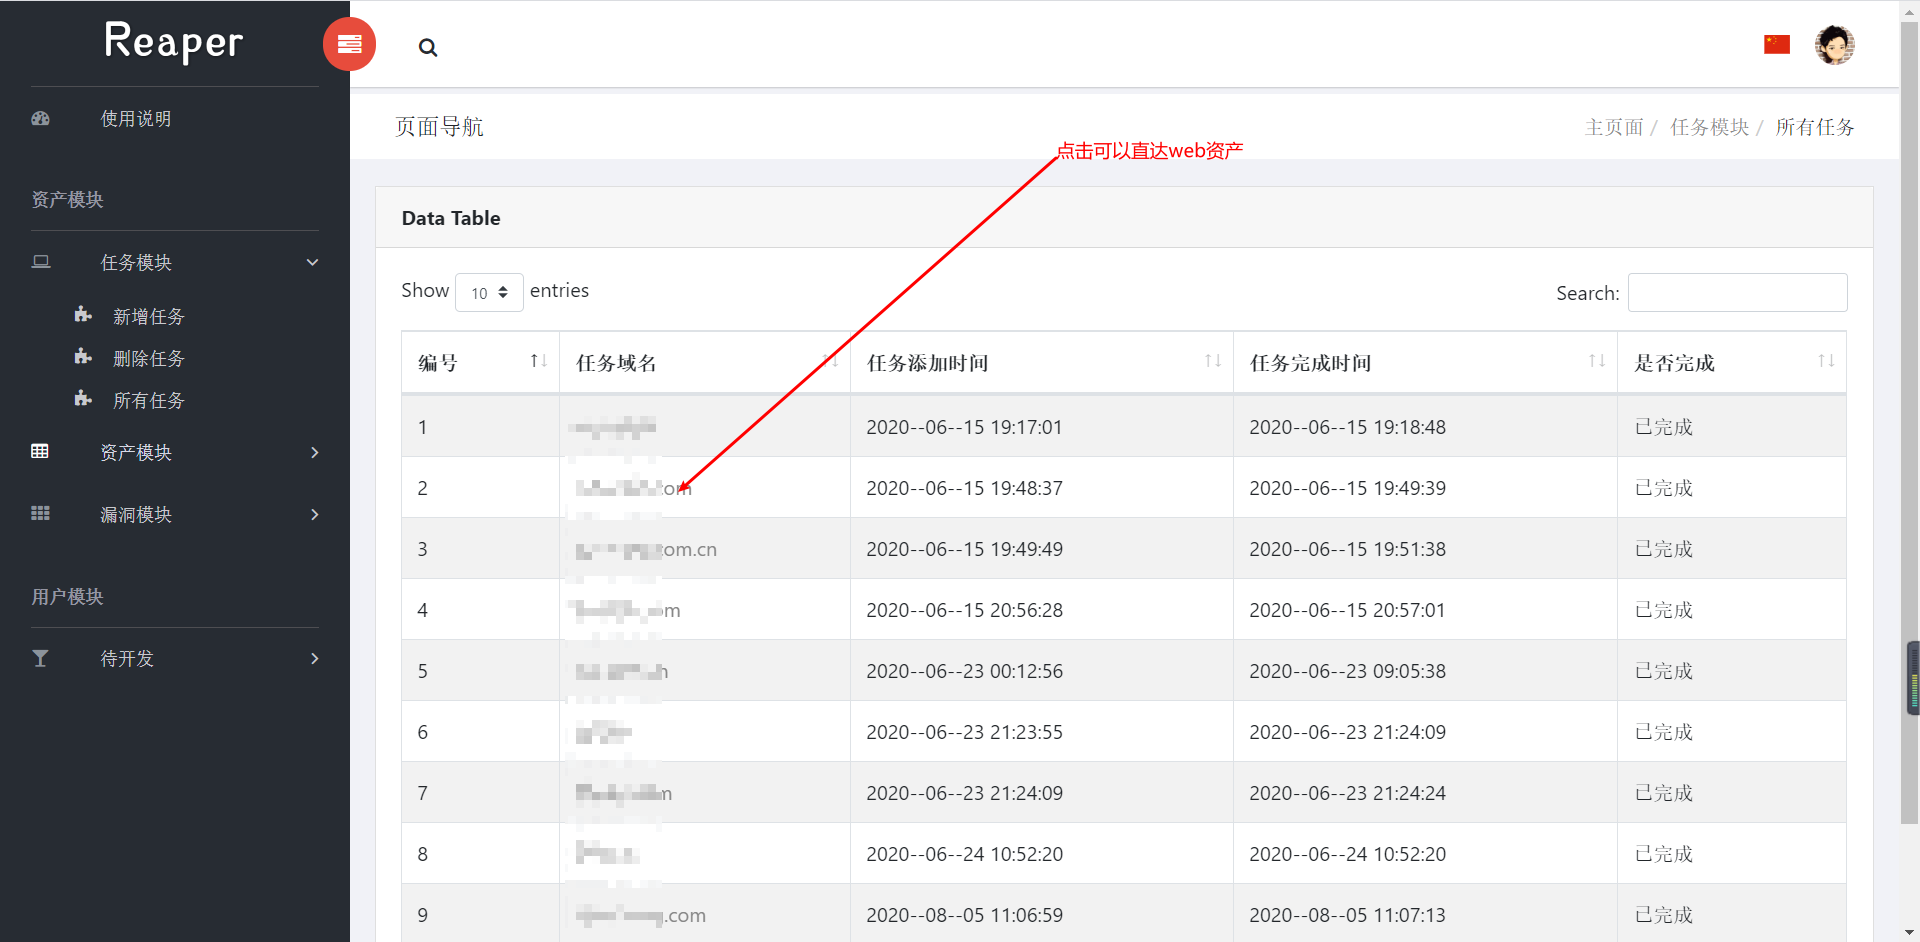 Reaper
使用说明
资产模块
任务模块
新增任务
删除任务
所有任务
资产模块
漏洞模块
用户模块
待开发
页面导航
主页面 / 任务模块 / 所有任务
点击可以直达web资产
Data Table
Show 10 entries
Search:
编号 任务域名 任务添加时间 任务完成时间 是否完成
1 2020--06--15 19:17:01 2020--06--15 19:18:48 已完成
2 2020--06--15 19:48:37 2020--06--15 19:49:39 已完成
3 .cn 2020--06--15 19:49:49 2020--06--15 19:51:38 已完成
4 2020--06--15 20:56:28 2020--06--15 20:57:01 已完成
5 2020--06--23 00:12:56 2020--06--23 09:05:38 已完成
6 2020--06--23 21:23:55 2020--06--23 21:24:09 已完成
7 2020--06--23 21:24:09 2020--06--23 21:24:24 已完成
8 2020--06--24 10:52:20 2020--06--24 10:52:20 已完成
9 .com 2020--08--05 11:06:59 2020--08--05 11:07:13 已完成